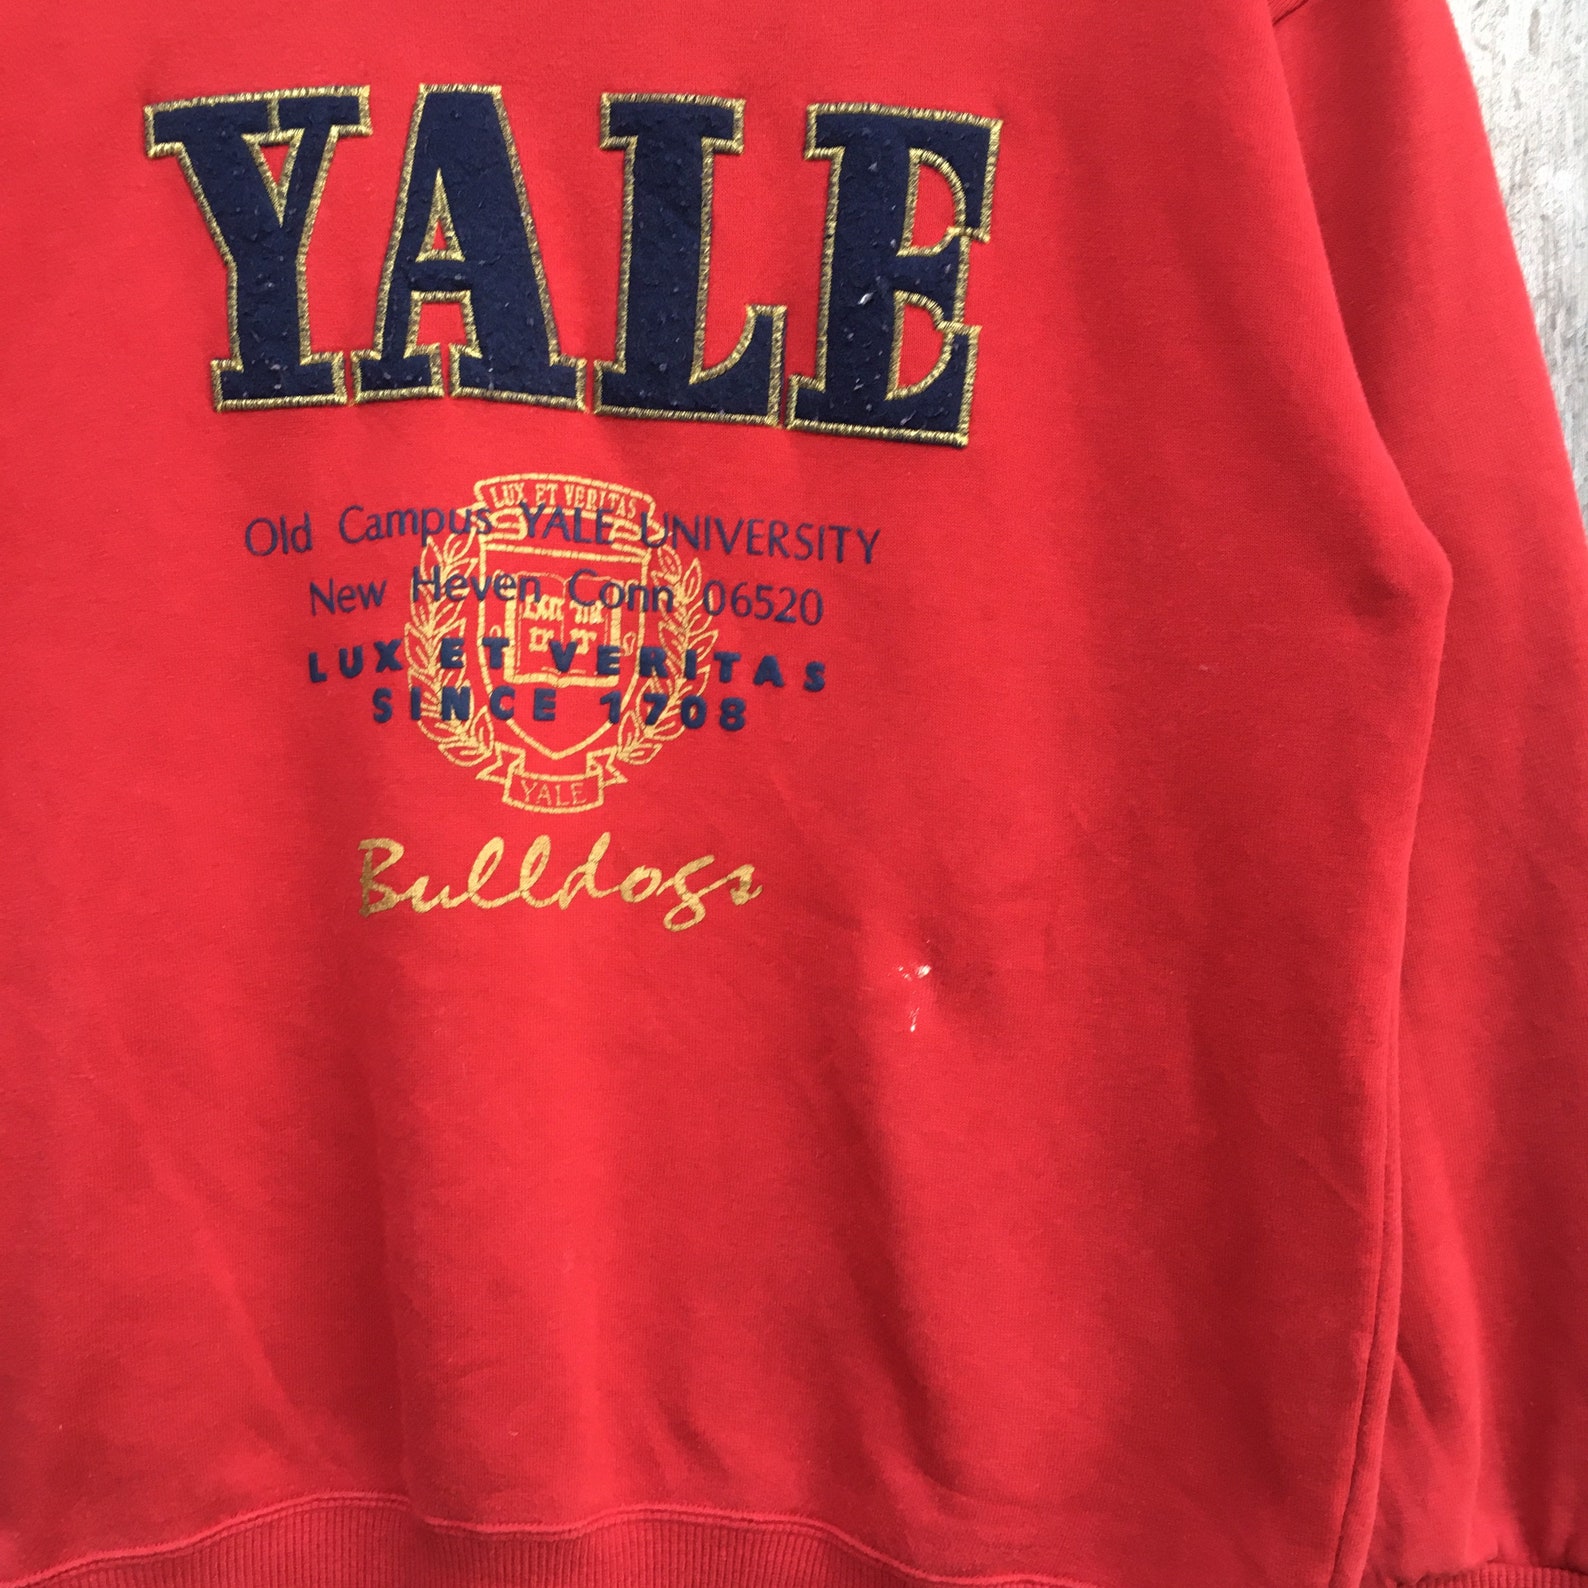 YALE
LUX ET VERITAS
Old Campus YALE UNIVERSITY
New Heven Conn 06520
LUX ET VERITAS
SINCE 1708
YALE
Bulldogs